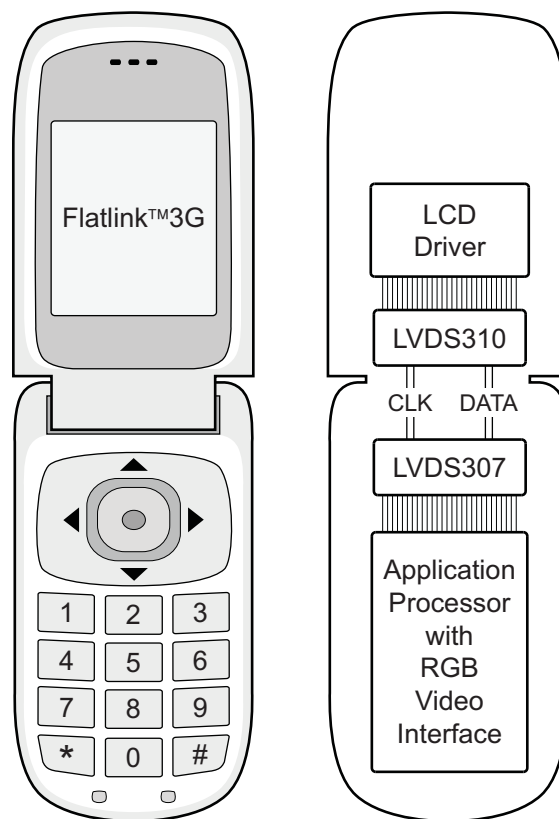 Flatlink™3G
1 2 3
4 5 6
7 8 9
* 0 #
LCD
Driver
LVDS310
CLK DATA
LVDS307
Application
Processor
with
RGB
Video
Interface